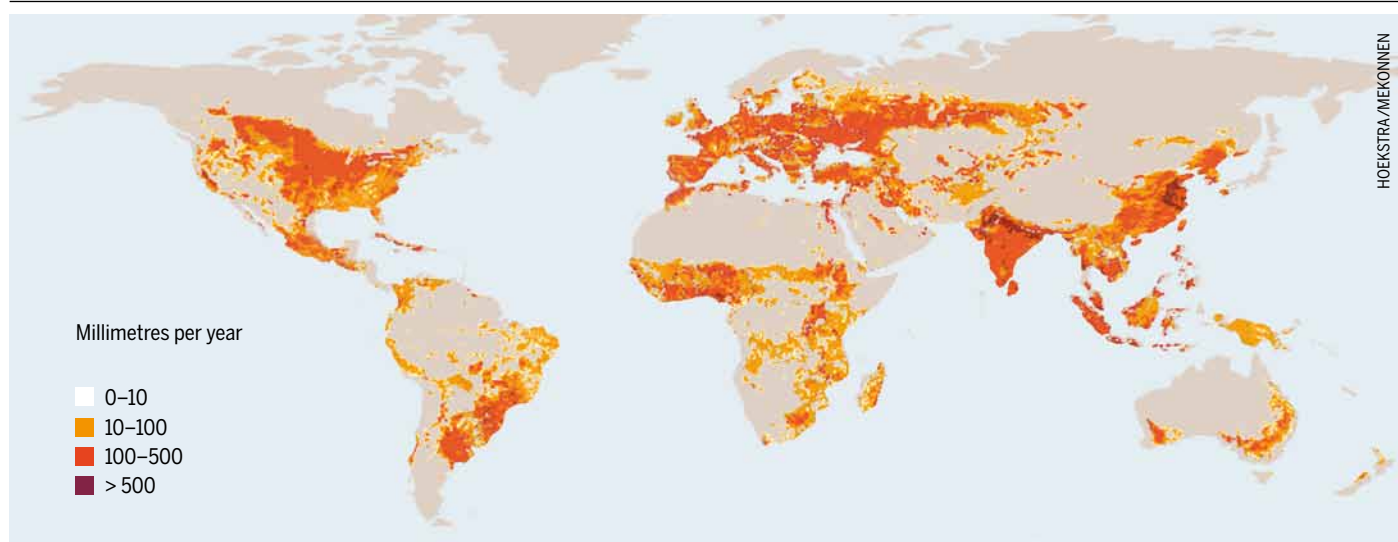 HOEKSTRA/MEKONNEN
Millimetres per year
0–10
10–100
100–500
> 500